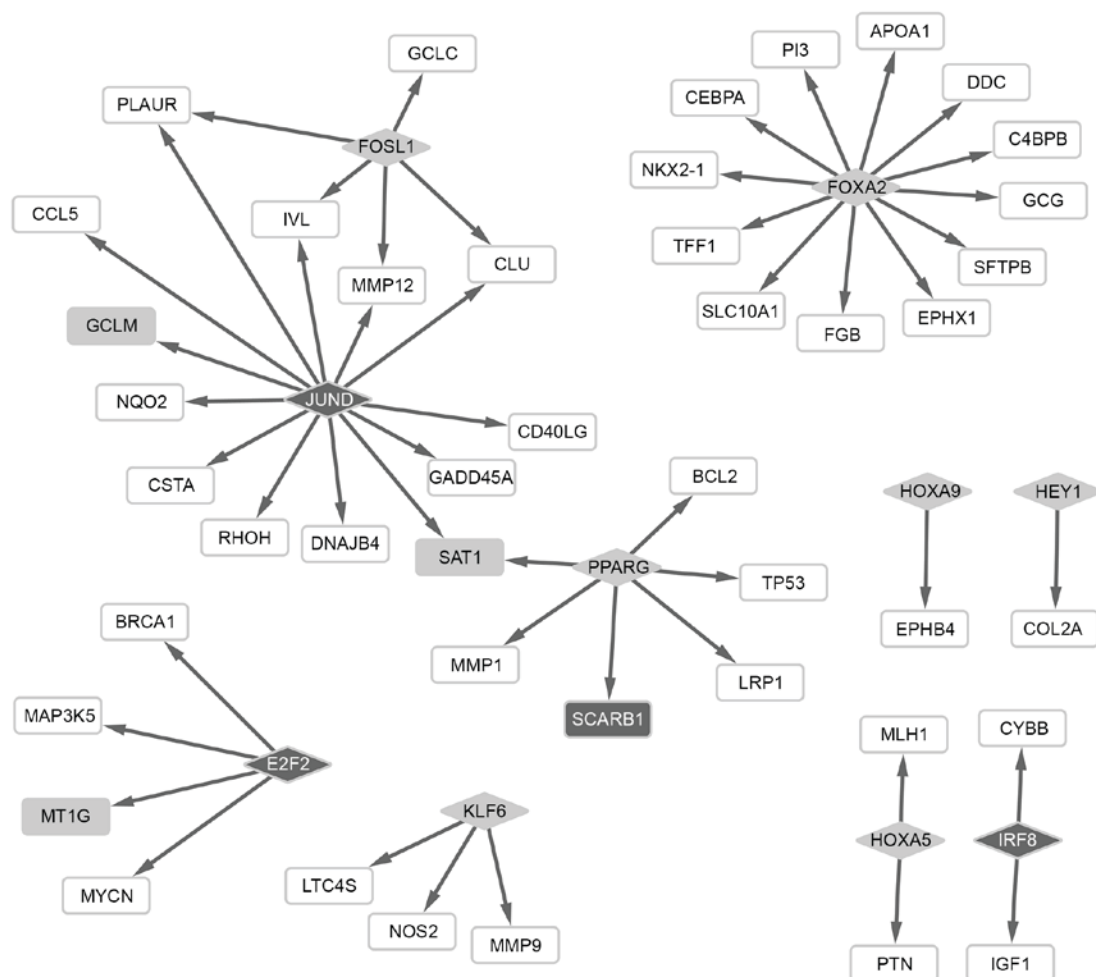 APOA1
GCLC
PI3
DDC
PLAUR
CEBPA
FOSL1
C4BPB
NKX2-1
FOXA2
GCG
CCL5
IVL
TFF1
CLU
SFTPB
MMP12
SLC10A1
EPHX1
GCLM
FGB
NQO2
JUND
CD40LG
GADD45A
BCL2
CSTA
HOXA9
HEY1
RHOH
DNAJB4
SAT1
PPARG
TP53
BRCA1
EPHB4
COL2A
MMP1
LRP1
MAP3K5
SCARB1
MLH1
CYBB
E2F2
MT1G
KLF6
HOXA5
IRF8
LTC4S
MYCN
NOS2
MMP9
PTN
IGF1